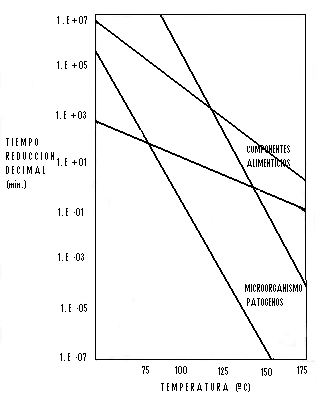 1.E +07
1.E +05
1.E +03
TIEMPO
REDUCCION
DECIMAL
(min.)
1.E +01
COMPONENTES
ALIMENTICIOS
1.E -01
1.E -03
MICROORGANISMO
PATOGENOS
1.E -05
1.E -07
75 100 125 150 175
TEMPERATURA (ºC)